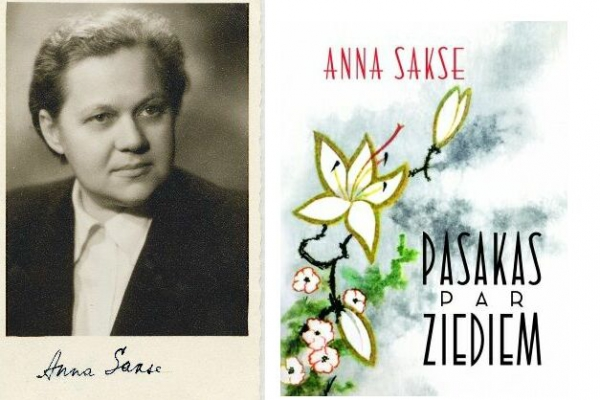 Anna Sakse
ANNA SAKSE
PASAKAS
PAR
ZIEDIEM